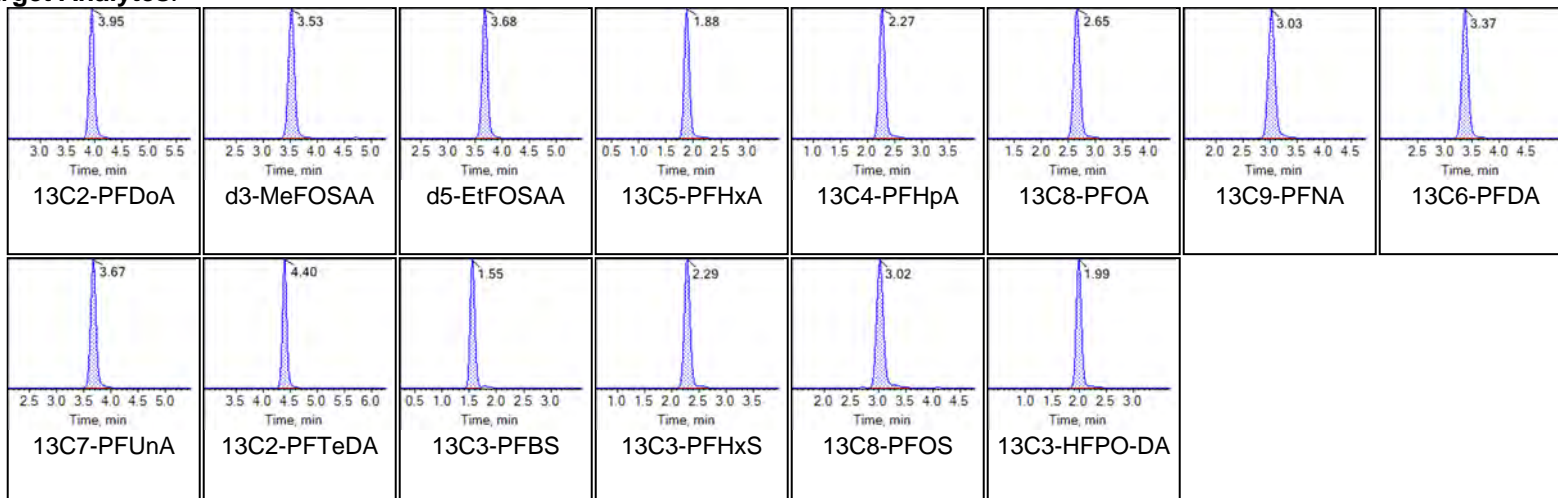 Target Analytes:
3.95 3.53 3.68 1.88 2.27 2.65 3.03 3.37
3.0 3.5 4.0 4.5 5.0 5.5 2.5 3.0 3.5 4.0 4.5 5.0 2.5 3.0 3.5 4.0 4.5 5.0 0.5 1.0 1.5 2.0 2.5 3.0 1.0 1.5 2.0 2.5 3.0 3.5 1.5 2.0 2.5 3.0 3.5 4.0 2.0 2.5 3.0 3.5 4.0 4.5 2.5 3.0 3.5 4.0 4.5
Time, min Time, min Time, min Time, min Time, min Time, min Time, min Time, min
13C2-PFDoA d3-MeFOSAA d5-EtFOSAA 13C5-PFHxA 13C4-PFHpA 13C8-PFOA 13C9-PFNA 13C6-PFDA
3.67 4.40 1.55 2.29 3.02 1.99
2.5 3.0 3.5 4.0 4.5 5.0 3.5 4.0 4.5 5.0 5.5 6.0 0.5 1.0 1.5 2.0 2.5 3.0 1.0 1.5 2.0 2.5 3.0 3.5 2.0 2.5 3.0 3.5 4.0 4.5 1.0 1.5 2.0 2.5 3.0
Time, min Time, min Time, min Time, min Time, min Time, min
13C7-PFUnA 13C2-PFTeDA 13C3-PFBS 13C3-PFHxS 13C8-PFOS 13C3-HFPO-DA